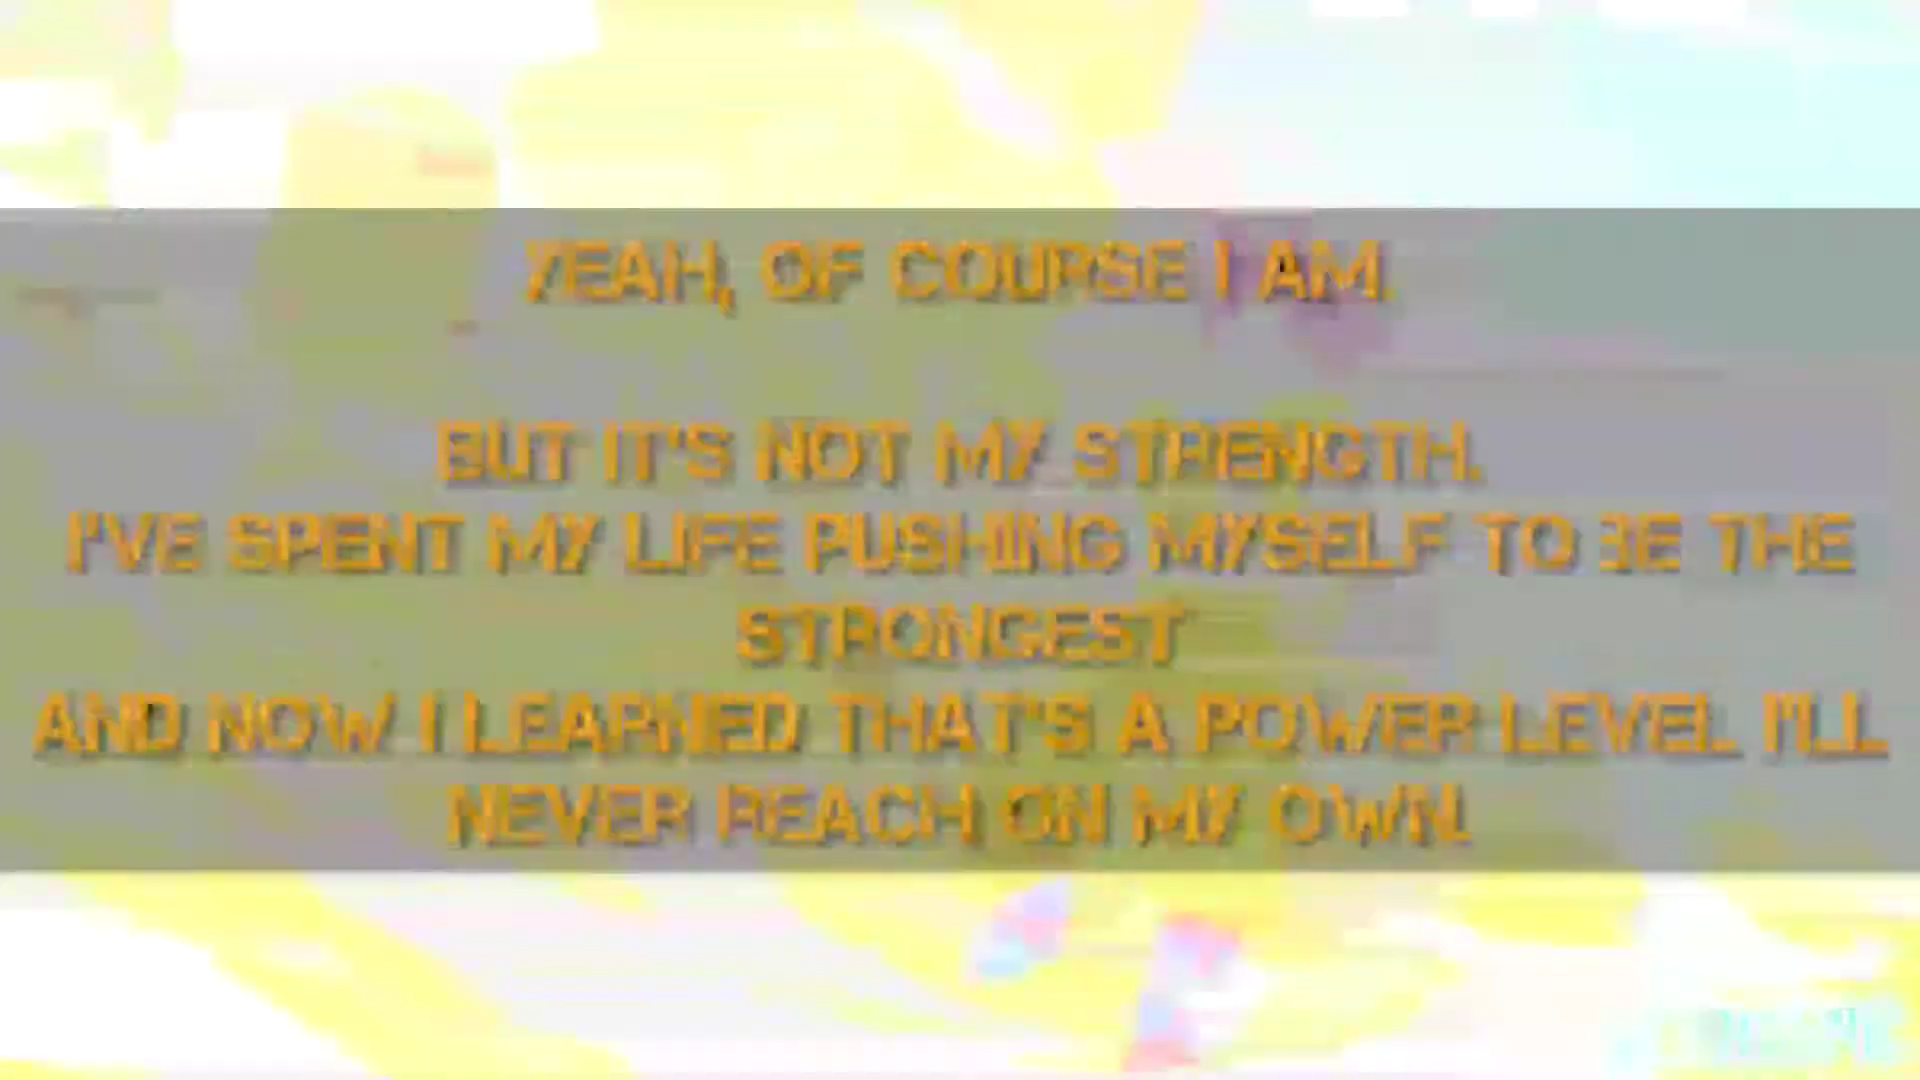 YEAH, OF COURSE I AM.
BUT IT'S NOT MY STRENGTH.
I'VE SPENT MY LIFE PUSHING MYSELF TO BE THE
STRONGEST
AND NOW I LEARNED THAT'S A POWER LEVEL I'LL
NEVER REACH ON MY OWN.